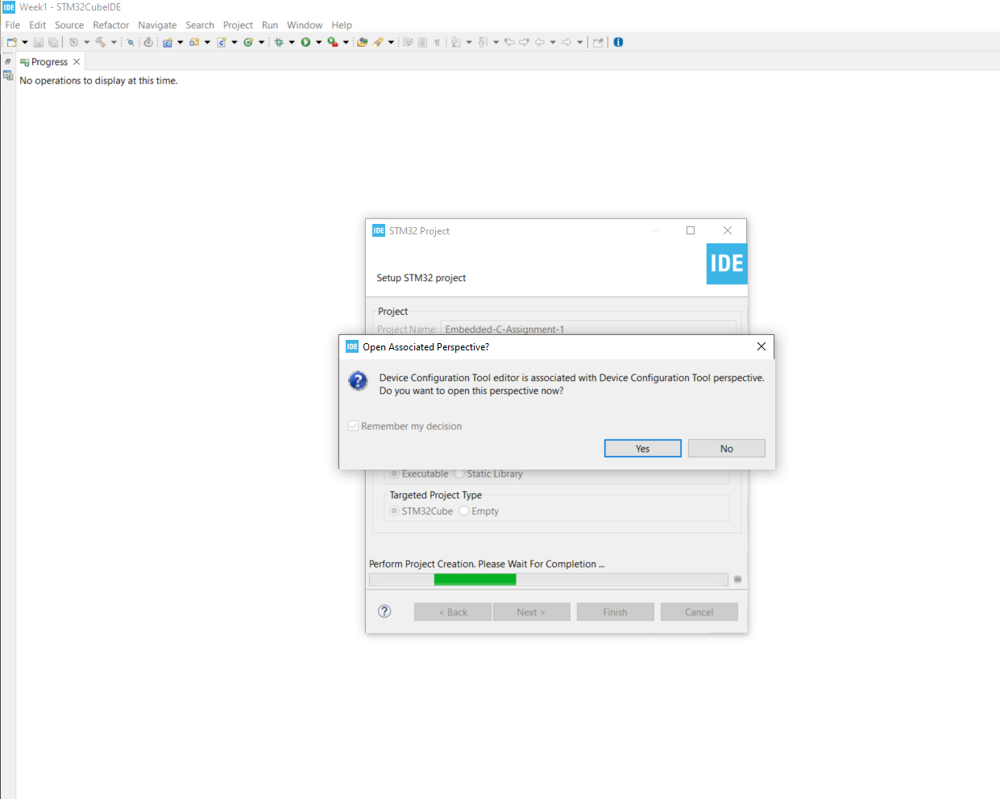 IDE Week1 - STM32CubeIDE
File Edit Source Refactor Navigate Search Project Run Window Help
Progress
No operations to display at this time.
IDE STM32 Project
IDE
Setup STM32 project
Project
Project Name: Embedded-C-Assignment-1
IDE Open Associated Perspective?
Device Configuration Tool editor is associated with Device Configuration Tool perspective.
Do you want to open this perspective now?
Remember my decision
Yes No
Executable Static Library
Targeted Project Type
STM32Cube Empty
Perform Project Creation. Please Wait For Completion ...
< Back Next > Finish Cancel